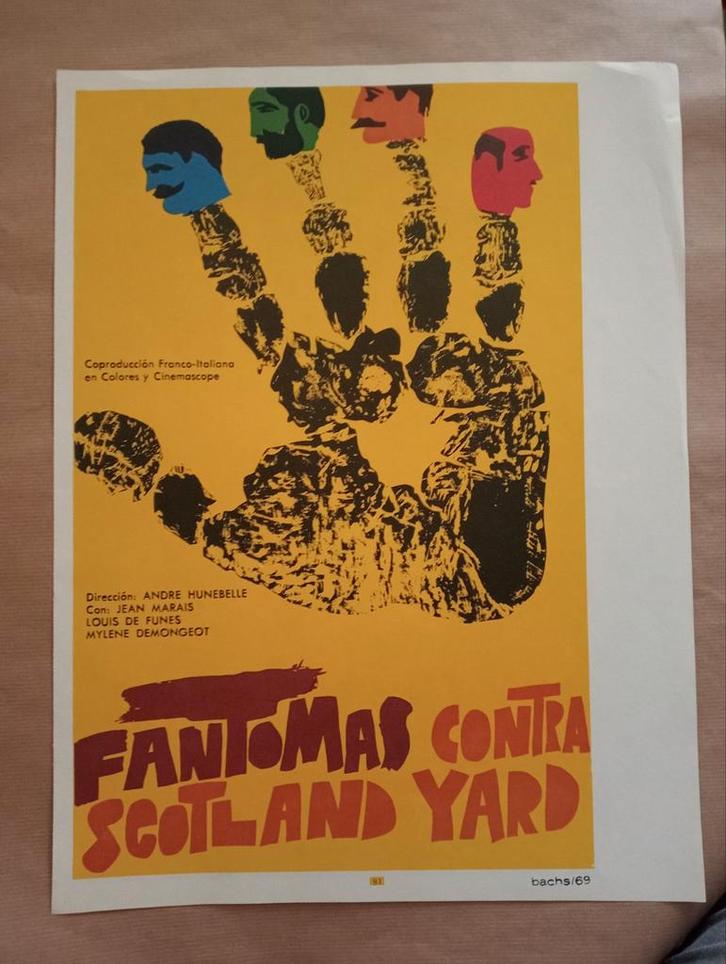 Coproducción Franco-Italiana
en Colores y Cinemascope
Dirección: ANDRE HUNEBELLE
Con: JEAN MARAIS
LOUIS DE FUNES
MYLENE DEMONGEOT
FANTOMAS CONTRA
SCOTLAND YARD
bachs/69